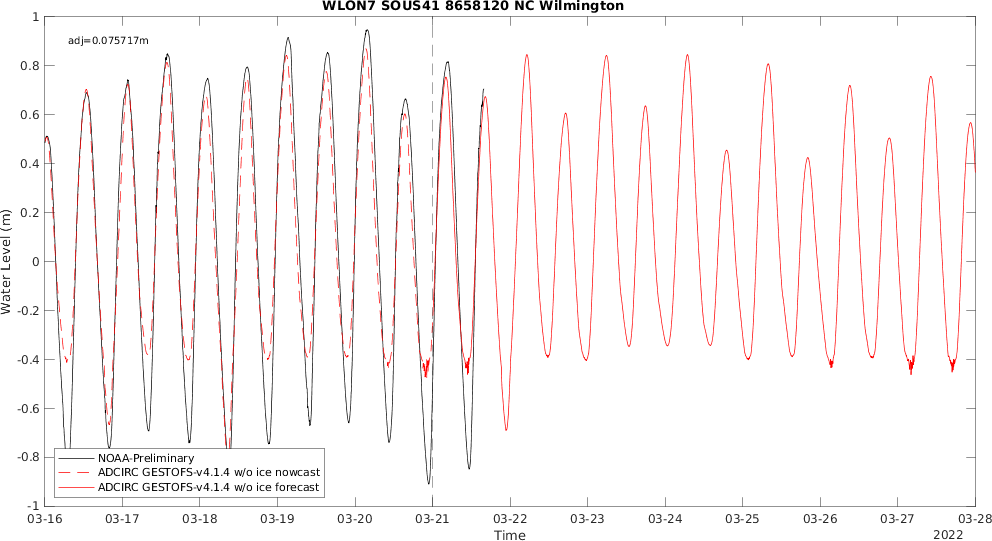 WLON7 SOUS41 8658120 NC Wilmington
adj=0.075717m
1
0.8
0.6
0.4
0.2
0
-0.2
-0.4
-0.6
-0.8
-1
Water Level (m)
NOAA-Preliminary
ADCIRC GESTOFS-v4.1.4 w/o ice nowcast
ADCIRC GESTOFS-v4.1.4 w/o ice forecast
03-16 03-17 03-18 03-19 03-20 03-21 03-22 03-23 03-24 03-25 03-26 03-27 03-28
Time
2022